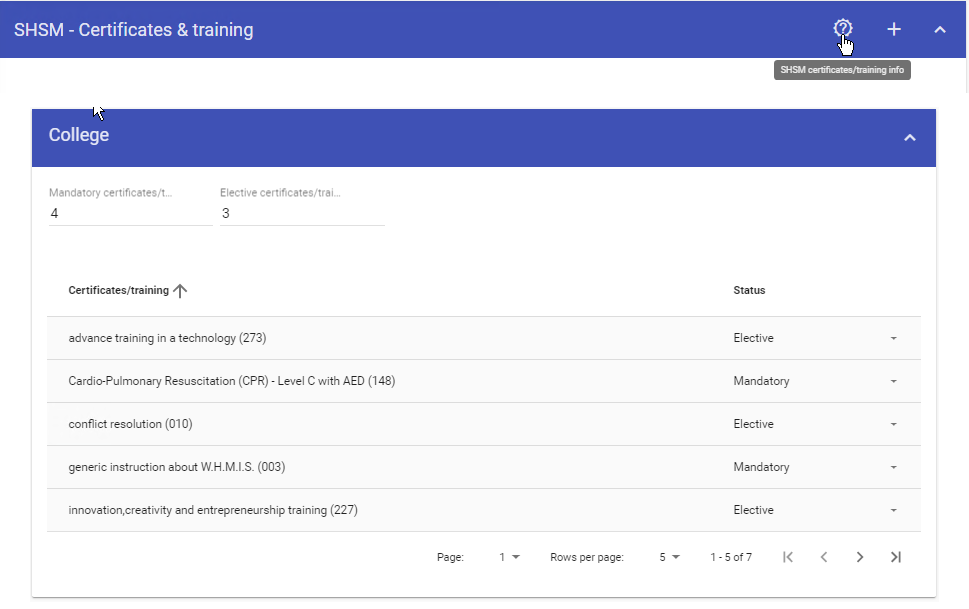 SHSM - Certificates & training
SHSM certificates/training info
College
Mandatory certificates/t... Elective certificates/trai...
4 3
Certificates/training Status
advance training in a technology (273) Elective
Cardio-Pulmonary Resuscitation (CPR) - Level C with AED (148) Mandatory
conflict resolution (010) Elective
generic instruction about W.H.M.I.S. (003) Mandatory
innovation,creativity and entrepreneurship training (227) Elective
Page: 1 Rows per page: 5 1 - 5 of 7